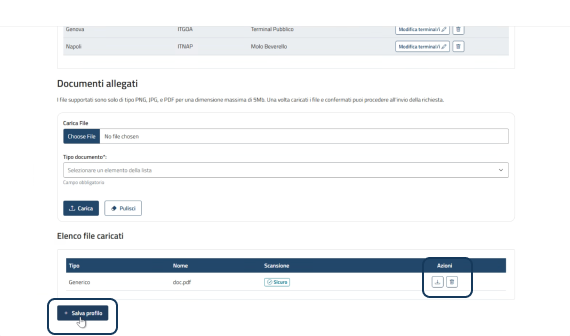 Genova ITGOA Terminal Pubblico Modifica terminal/i
Napoli ITNAP Molo Beverello Modifica terminal/i
Documenti allegati
I file supportati sono solo di tipo PNG, JPG, e PDF per una dimensione massima di 5Mb. Una volta caricati i file e confermati puoi procedere all'invio della richiesta.
Carica File
Choose File No file chosen
Tipo documento*:
Selezionare un elemento della lista
Campo obbligatorio
Carica Pulisci
Elenco file caricati
Tipo Nome Scansione Azioni
Generico doc.pdf Sicuro
+ Salva profilo